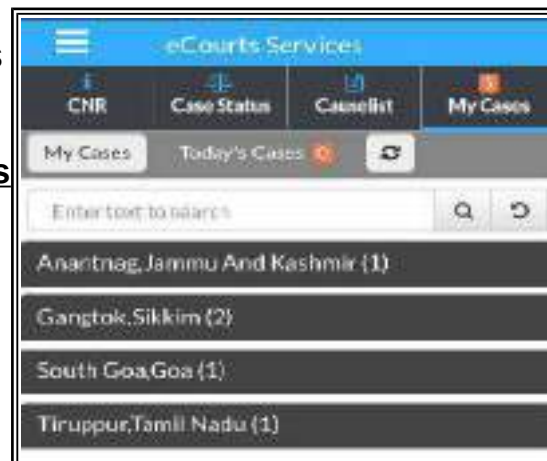 s
eCourts Services
CNR Case Status Causelist My Cases
My Cases Today's Cases
s
Enter text to search
Anantnag,Jammu And Kashmir (1)
Gangtok,Sikkim (2)
South Goa,Goa (1)
Tiruppur,Tamil Nadu (1)